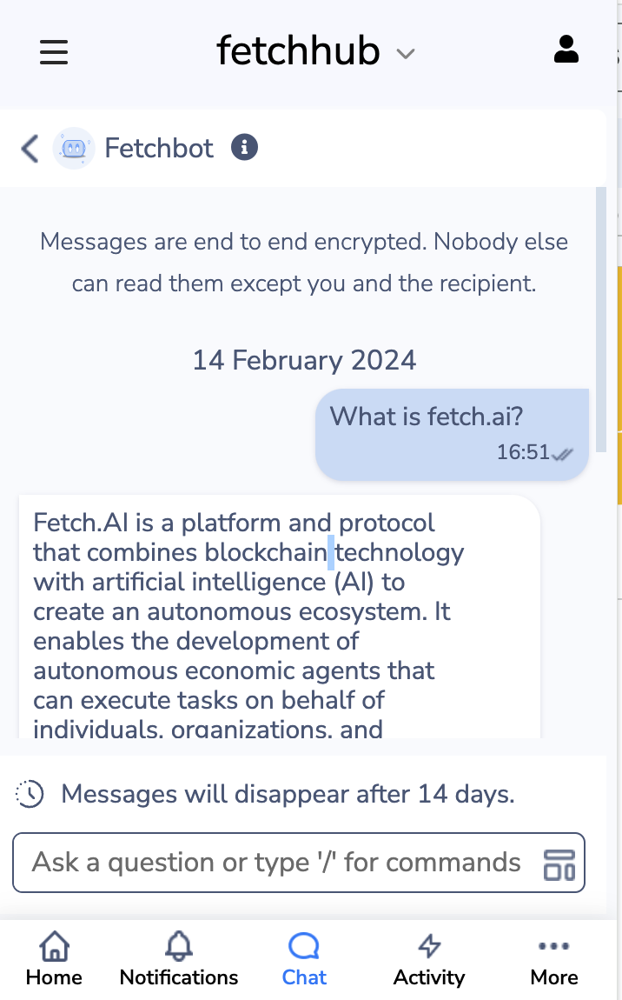 fetchhub
Fetchbot
Messages are end to end encrypted. Nobody else
can read them except you and the recipient.
14 February 2024
What is fetch.ai?
16:51
Fetch.AI is a platform and protocol
that combines blockchain technology
with artificial intelligence (AI) to
create an autonomous ecosystem. It
enables the development of
autonomous economic agents that
can execute tasks on behalf of
individuals, organizations, and
Messages will disappear after 14 days.
Ask a question or type '/' for commands
Home Notifications Chat Activity More